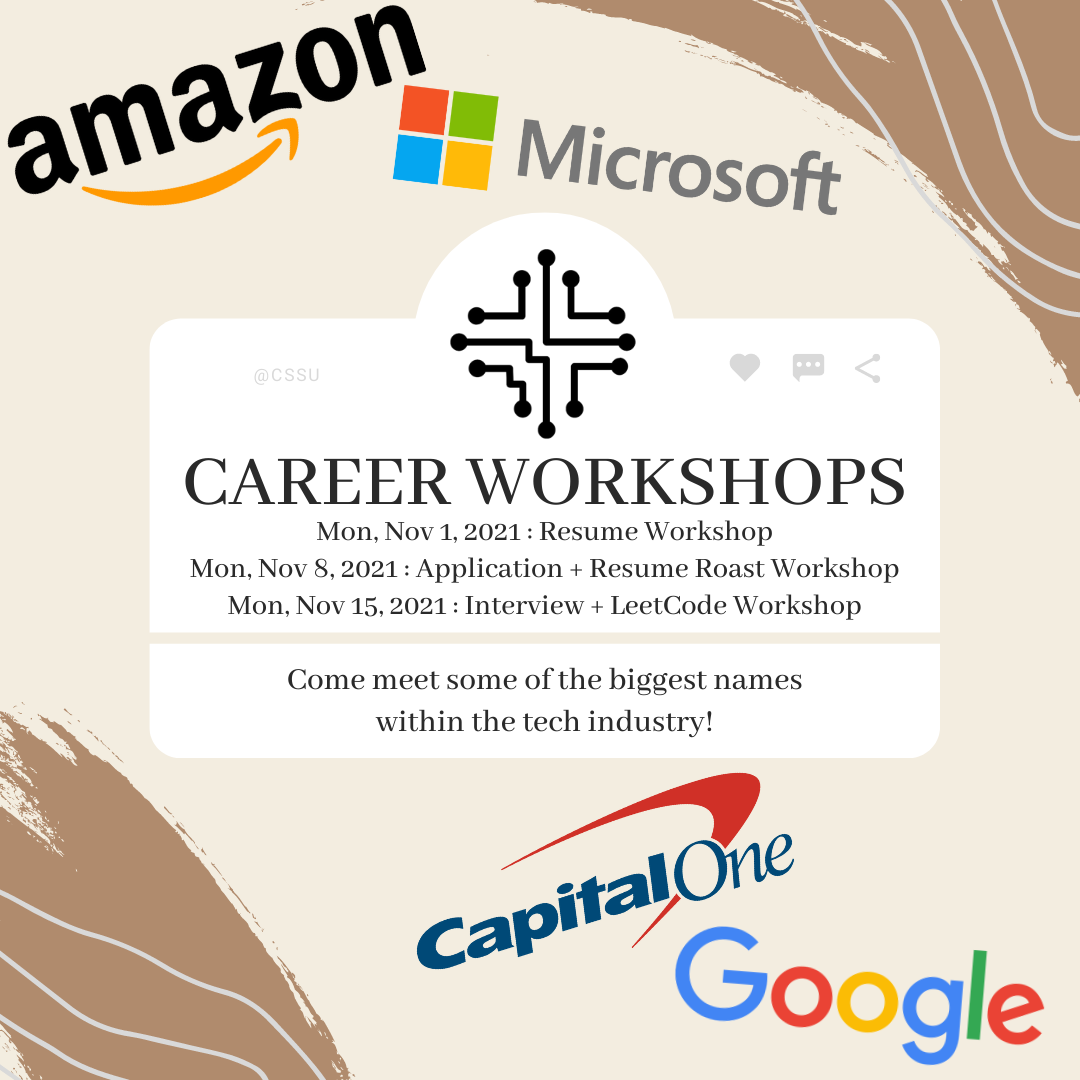 amazon
Microsoft
@CSSU
CAREER WORKSHOPS
Mon, Nov 1, 2021 : Resume Workshop
Mon, Nov 8, 2021 : Application + Resume Roast Workshop
Mon, Nov 15, 2021 : Interview + LeetCode Workshop
Come meet some of the biggest names
within the tech industry!
CapitalOne
Google